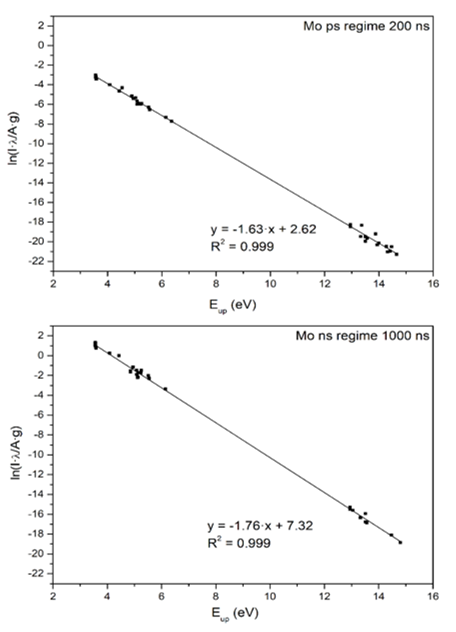 Mo ps regime 200 ns
2
0
-2
-4
-6
-8
-10
-12
-14
-16
-18
-20
22
ln(I·λ/A·g)
y = -1.63·x + 2.62
R² = 0.999
2 4 6 8 10 12 14 16
E_up (eV)
Mo ns regime 1000 ns
2
0
-2
-4
-6
-8
-10
-12
-14
-16
-18
-20
-22
ln(I·λ/A·g)
y = -1.76·x + 7.32
R² = 0.999
2 4 6 8 10 12 14 16
E_up (eV)